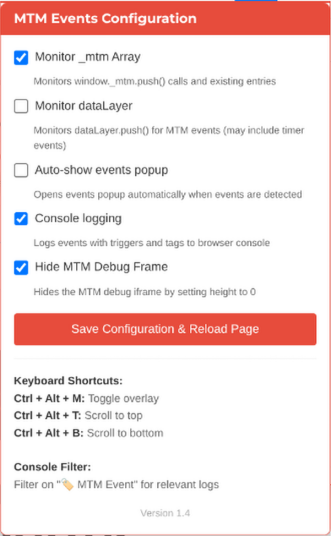 MTM Events Configuration
Monitor _mtm Array
Monitors window._mtm.push() calls and existing entries
Monitor dataLayer
Monitors dataLayer.push() for MTM events (may include timer
events)
Auto-show events popup
Opens events popup automatically when events are detected
Console logging
Logs events with triggers and tags to browser console
Hide MTM Debug Frame
Hides the MTM debug iframe by setting height to 0
Save Configuration & Reload Page
Keyboard Shortcuts:
Ctrl + Alt + M: Toggle overlay
Ctrl + Alt + T: Scroll to top
Ctrl + Alt + B: Scroll to bottom
Console Filter:
Filter on "🏷️ MTM Event" for relevant logs
Version 1.4